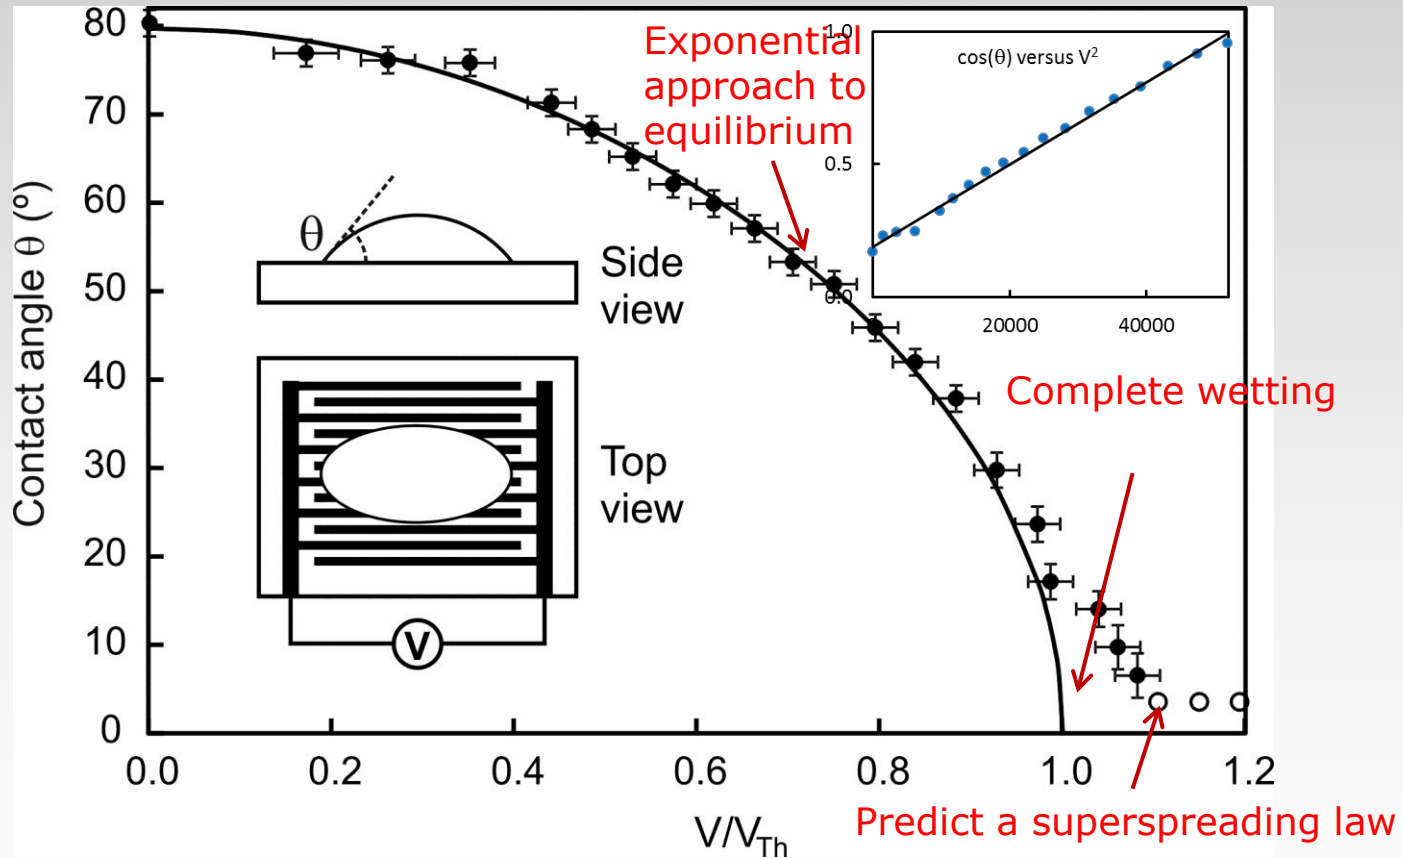 80
70
60
50
40
30
20
10
0
Contact angle θ (º)
0.0
0.2
0.4
0.6
0.8
1.0
1.2
V/V_Th
θ
Side
view
Top
view
V
Exponential
approach to
equilibrium
1.0
0.5
0.0
cos(θ) versus V²
20000
40000
Complete wetting
Predict a superspreading law